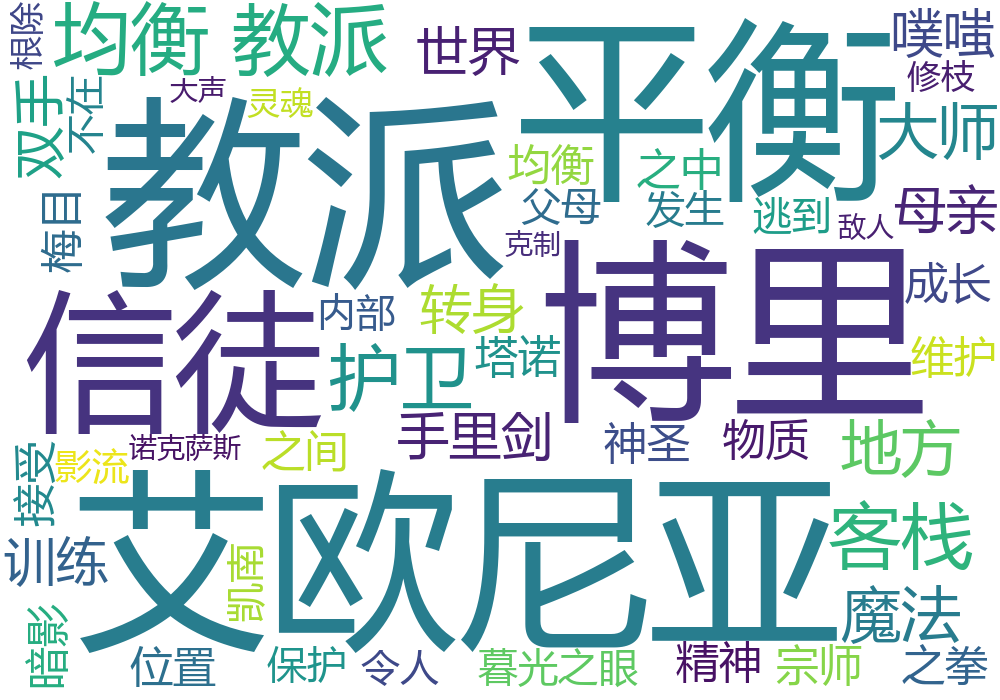 根除
均衡
教派
世界
平衡
噗嗤
修枝
双手
不在
大声
灵魂
教派
大师
均衡
之中
梅目
父母
发生
逃到
敌人
母亲
克制
博里
信徒
内部
转身
成长
护卫
塔诺
维护
手里剑
神圣
物质
地方
诺克萨斯
之间
接受
影流
艾欧尼亚
客栈
训练
凯南
魔法
暗影
位置
保护
令人
暮光之眼
精神
宗师
之拳